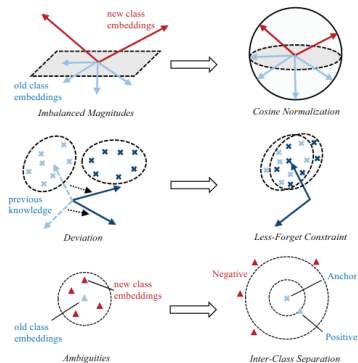 new class
embeddings
old class
embeddings
Imbalanced Magnitudes
Cosine Normalization
previous
knowledge
Deviation
Less-Forget Constraint
new class
embeddings
old class
embeddings
Ambiguities
Negative
Anchor
Positive
Inter-Class Separation